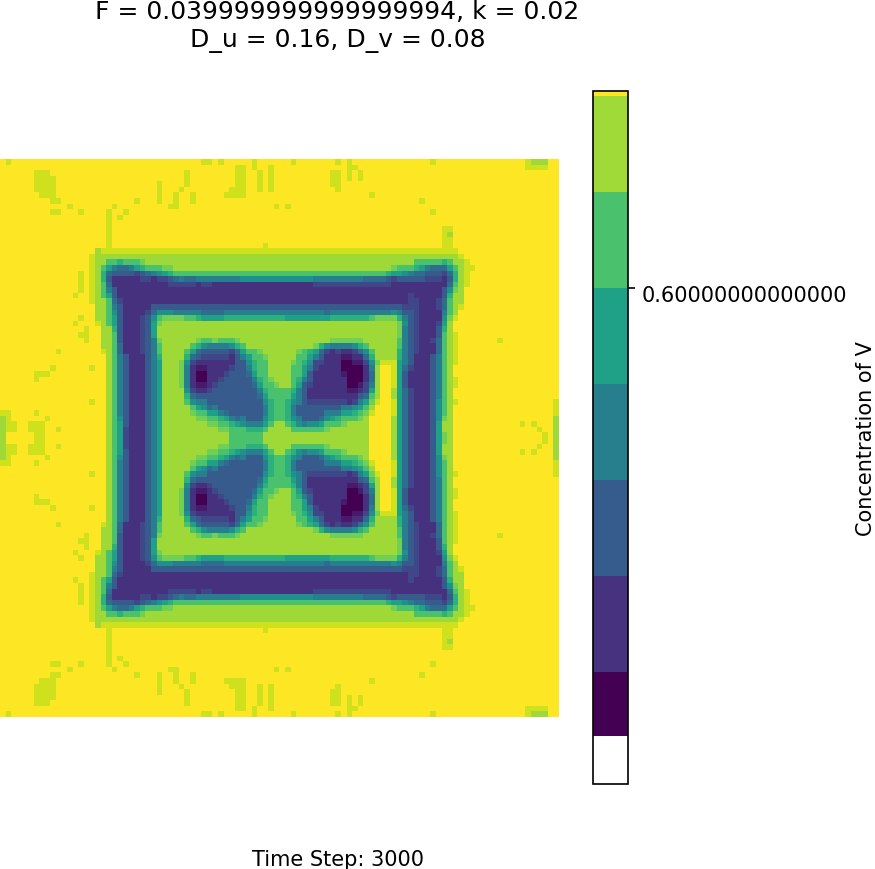 F = 0.039999999999999994, k = 0.02
D_u = 0.16, D_v = 0.08
0.60000000000000
Concentration of V
Time Step: 3000